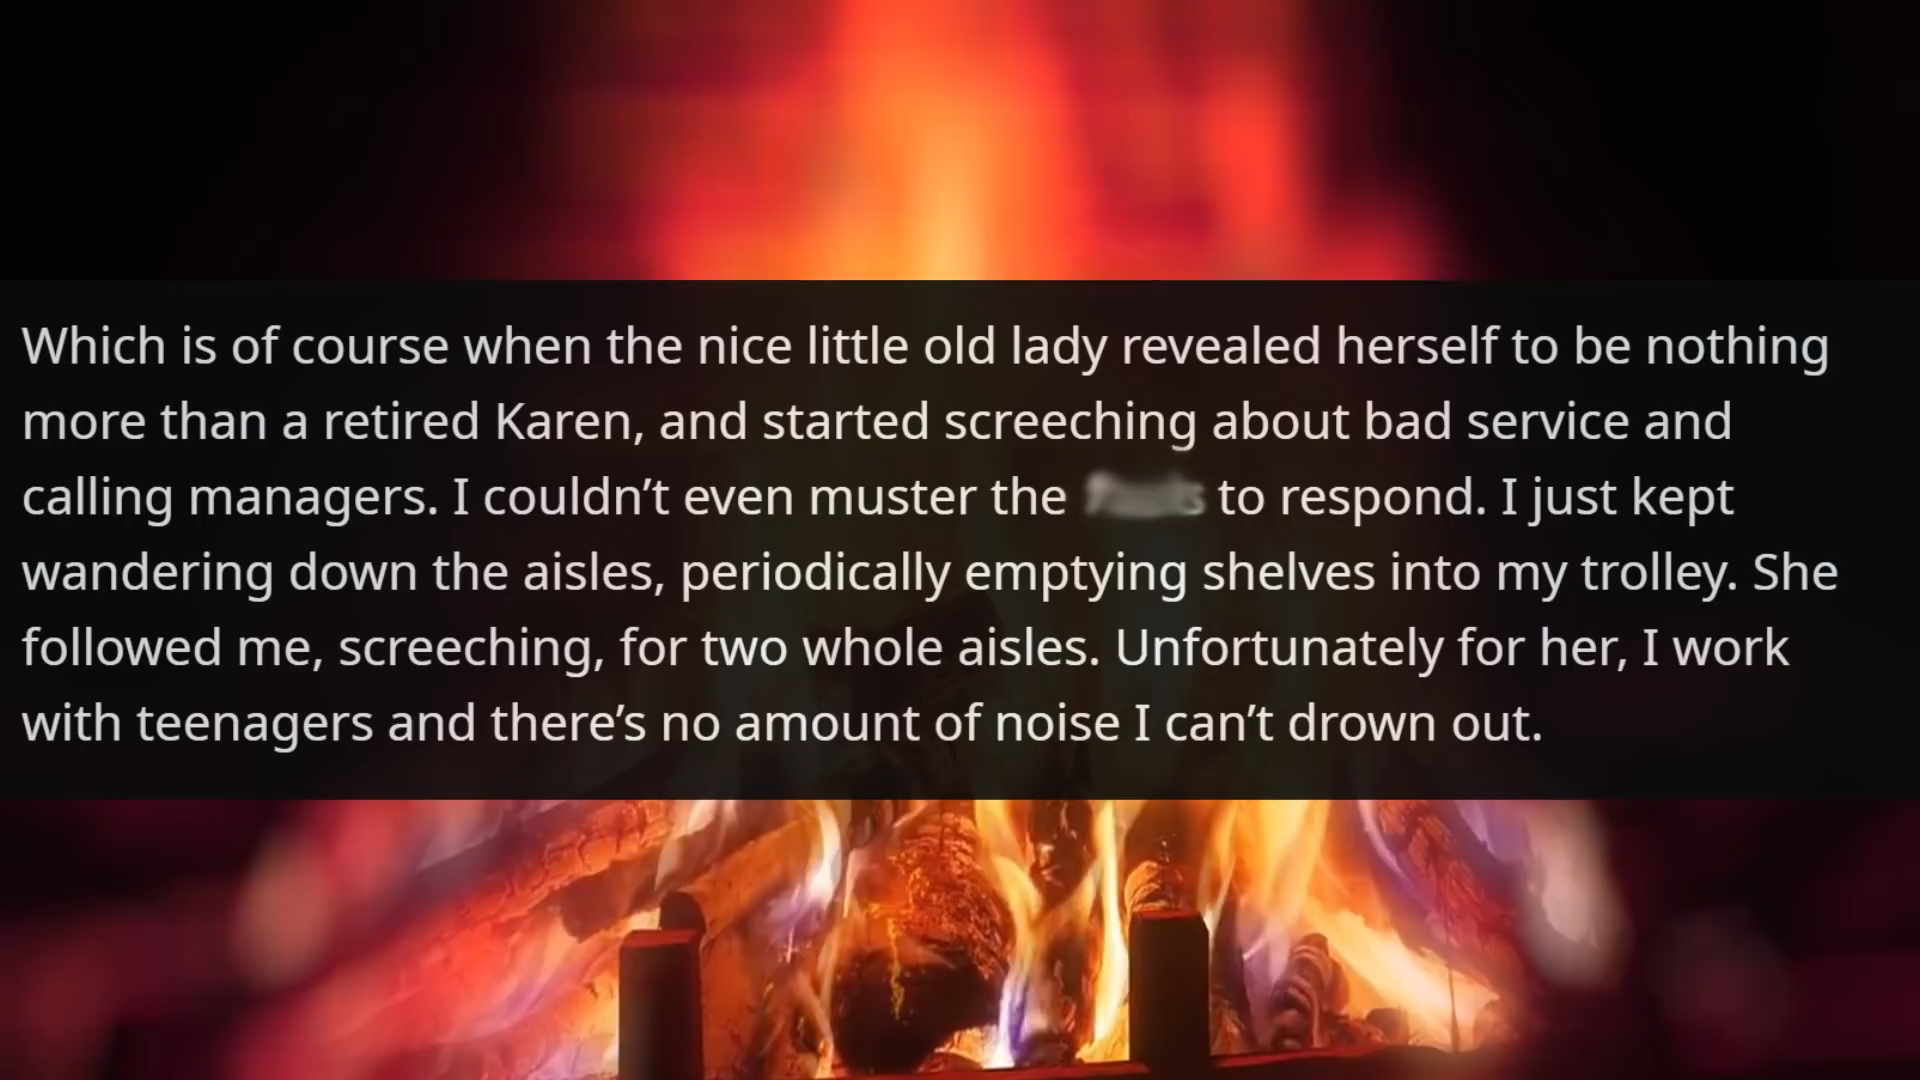 Which is of course when the nice little old lady revealed herself to be nothing
more than a retired Karen, and started screeching about bad service and
calling managers. I couldn’t even muster the to respond. I just kept
wandering down the aisles, periodically emptying shelves into my trolley. She
followed me, screeching, for two whole aisles. Unfortunately for her, I work
with teenagers and there’s no amount of noise I can’t drown out.